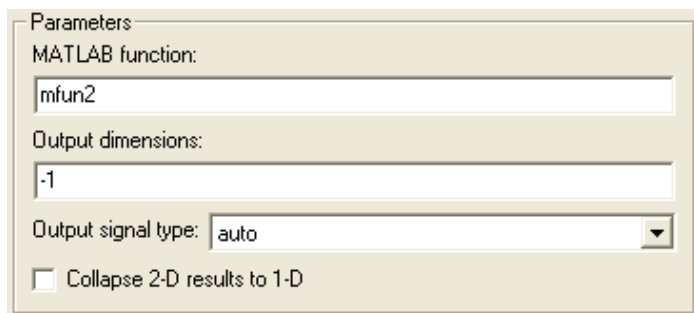 Parameters
MATLAB function:
mfun2
Output dimensions:
-1
Output signal type: auto
Collapse 2-D results to 1-D